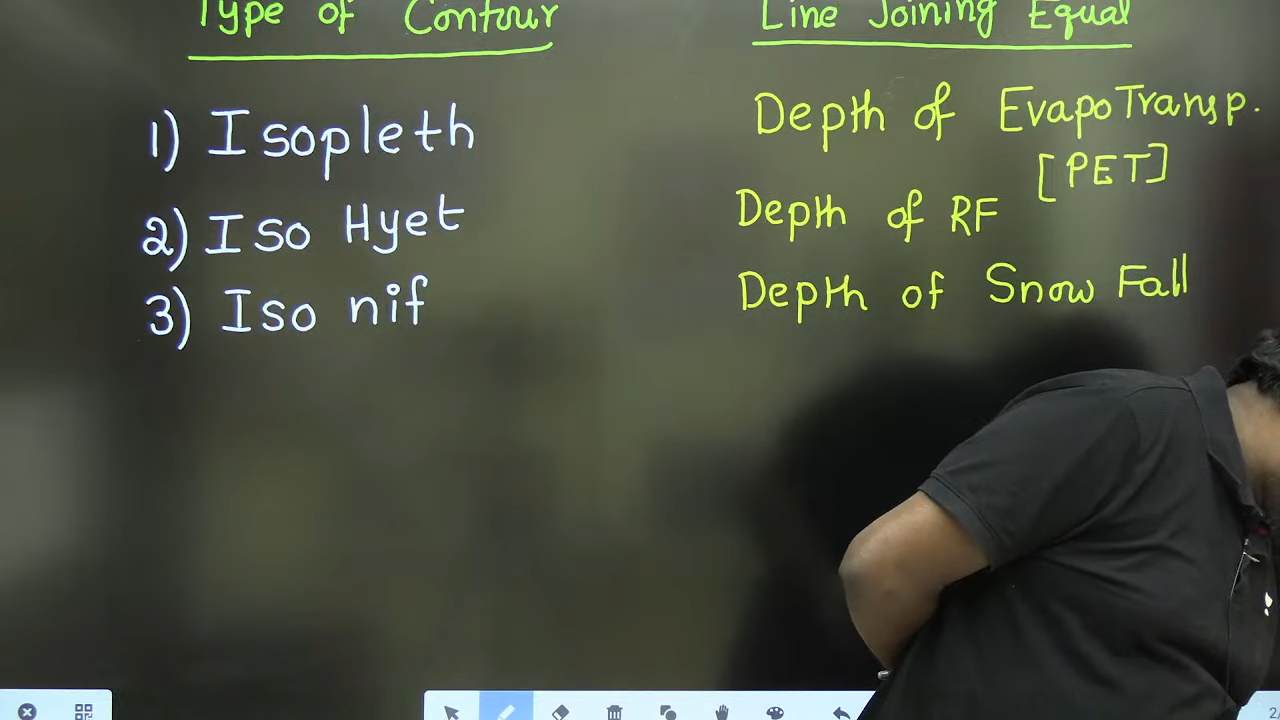 Type of Contour Line Joining Equal
1) Isopleth Depth of EvapoTransp.
[PET]
2) Iso Hyet Depth of RF
3) Iso nif Depth of Snow Fall